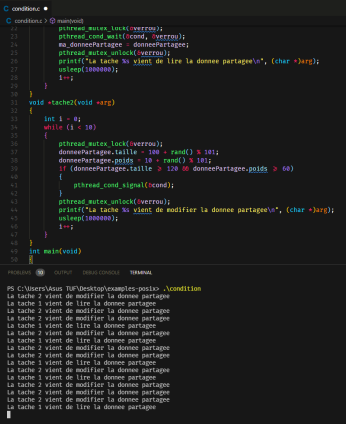 condition.c
condition.c > main(void)
22 pthread_mutex_lock(&verrou);
23 pthread_cond_wait(&cond, &verrou);
24 ma_donneePartagee = donneePartagee;
25 pthread_mutex_unlock(&verrou);
26 printf("La tache %s vient de lire la donnee partagee\n", (char *)arg);
27 usleep(1000000);
28 i++;
29 }
30 }
31 void *tache2(void *arg)
32 {
33 int i = 0;
34 while (i < 10)
35 {
36 pthread_mutex_lock(&verrou);
37 donneePartagee.taille = 100 + rand() % 101;
38 donneePartagee.poids = 10 + rand() % 101;
39 if (donneePartagee.taille ⩾ 120 && donneePartagee.poids ⩾ 60)
40 {
41 pthread_cond_signal(&cond);
42 }
43 pthread_mutex_unlock(&verrou);
44 printf("La tache %s vient de modifier la donnee partagee\n", (char *)arg);
45 usleep(1000000);
46 i++;
47 }
48 }
49 int main(void)
50 {
PROBLEMS 10 OUTPUT DEBUG CONSOLE TERMINAL
PS C:\Users\Asus TUF\Desktop\examples-posix> .\condition
La tache 2 vient de modifier la donnee partagee
La tache 1 vient de lire la donnee partagee
La tache 2 vient de modifier la donnee partagee
La tache 1 vient de lire la donnee partagee
La tache 2 vient de modifier la donnee partagee
La tache 2 vient de modifier la donnee partagee
La tache 2 vient de modifier la donnee partagee
La tache 2 vient de modifier la donnee partagee
La tache 1 vient de lire la donnee partagee
La tache 2 vient de modifier la donnee partagee
La tache 1 vient de lire la donnee partagee
La tache 2 vient de modifier la donnee partagee
La tache 2 vient de modifier la donnee partagee
La tache 2 vient de modifier la donnee partagee
La tache 1 vient de lire la donnee partagee